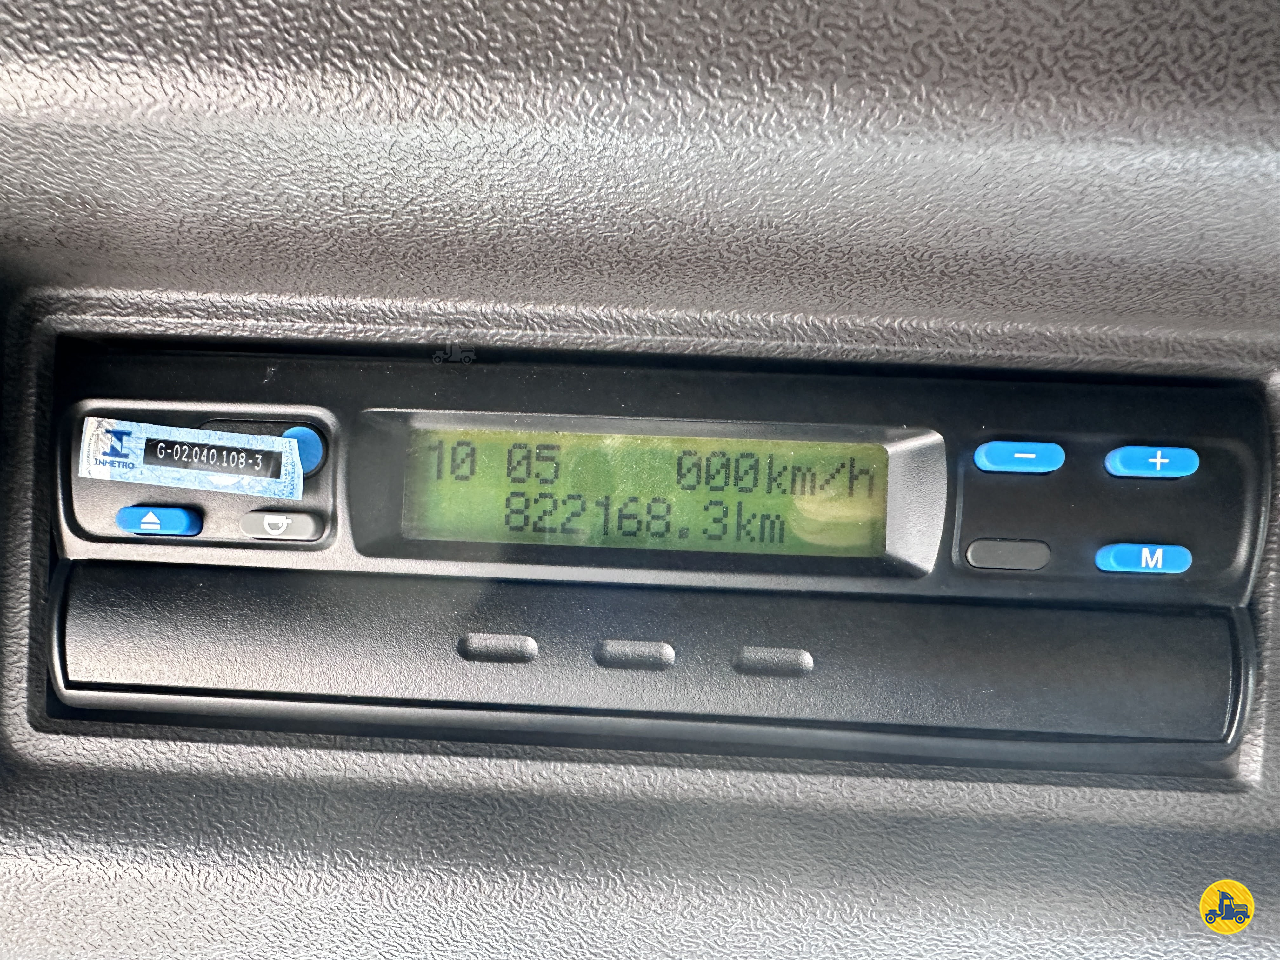 INMETRO
G-02.040.108-3
10 05 000km/h
822168.3km
−
+
M